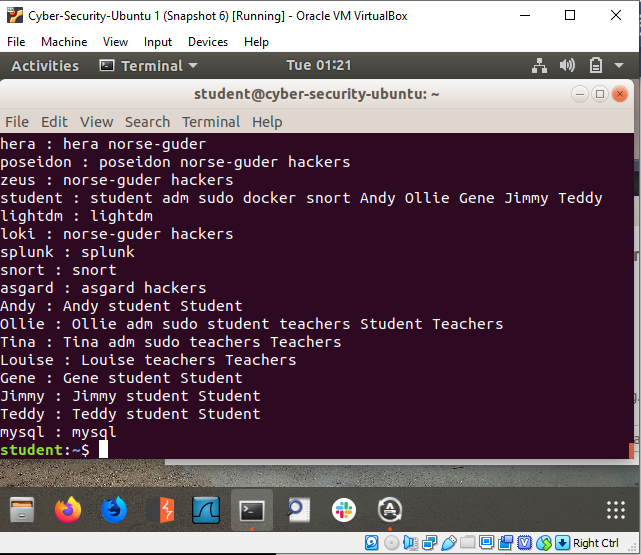 Cyber-Security-Ubuntu 1 (Snapshot 6) [Running] - Oracle VM VirtualBox
File Machine View Input Devices Help
Activities Terminal Tue 01:21
student@cyber-security-ubuntu: ~
File Edit View Search Terminal Help
hera : hera norse-guder
poseidon : poseidon norse-guder hackers
zeus : norse-guder hackers
student : student adm sudo docker snort Andy Ollie Gene Jimmy Teddy
lightdm : lightdm
loki : norse-guder hackers
splunk : splunk
snort : snort
asgard : asgard hackers
Andy : Andy student Student
Ollie : Ollie adm sudo student teachers Student Teachers
Tina : Tina adm sudo teachers Teachers
Louise : Louise teachers Teachers
Gene : Gene student Student
Jimmy : Jimmy student Student
Teddy : Teddy student Student
mysql : mysql
student:~$
Right Ctrl